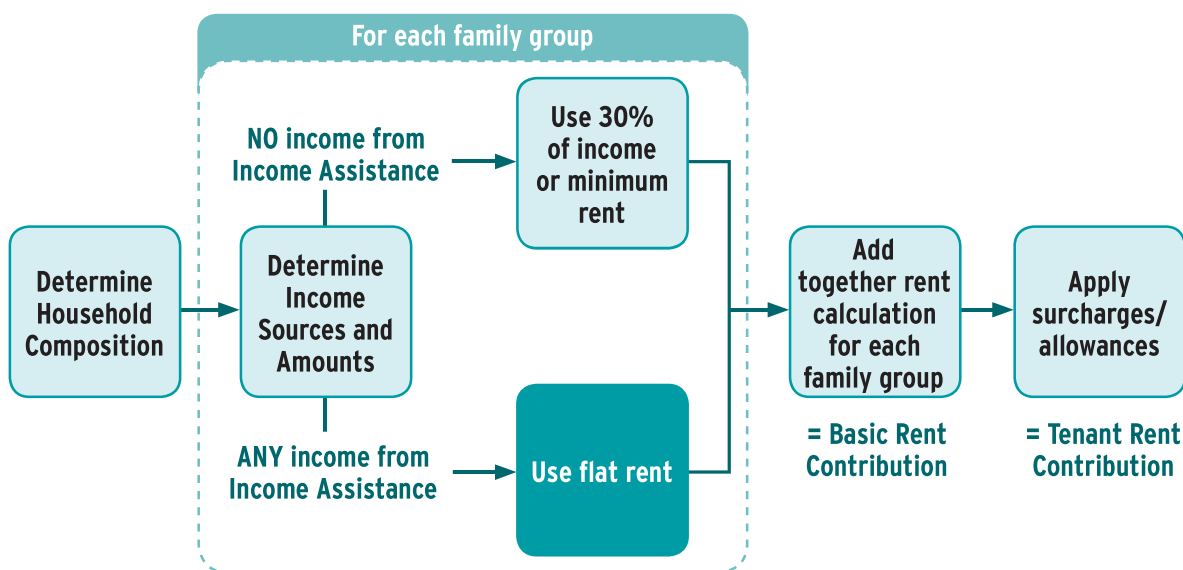 For each family group
Determine
Household
Composition
Determine
Income
Sources and
Amounts
NO income from
Income Assistance
Use 30%
of income
or minimum
rent
ANY income from
Income Assistance
Use flat rent
Add
together rent
calculation
for each
family group
= Basic Rent
Contribution
Apply
surcharges/
allowances
= Tenant Rent
Contribution